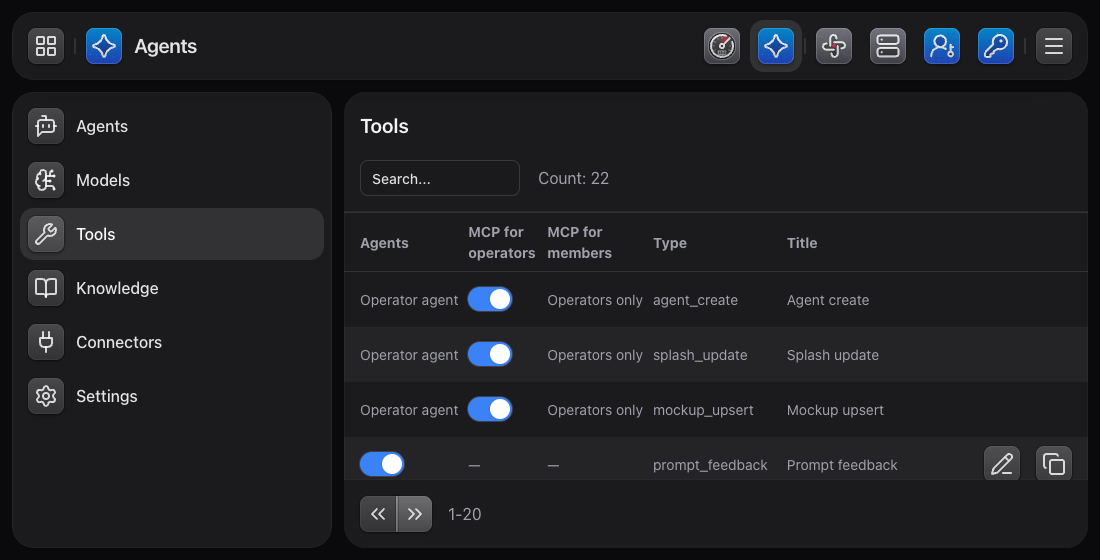 Agents
Agents
Models
Tools
Knowledge
Connectors
Settings
Tools
Search...
Count: 22
Agents
MCP for
operators
MCP for
members
Type
Title
Operator agent
Operators only
agent_create
Agent create
Operator agent
Operators only
splash_update
Splash update
Operator agent
Operators only
mockup_upsert
Mockup upsert
—
—
prompt_feedback
Prompt feedback
1-20